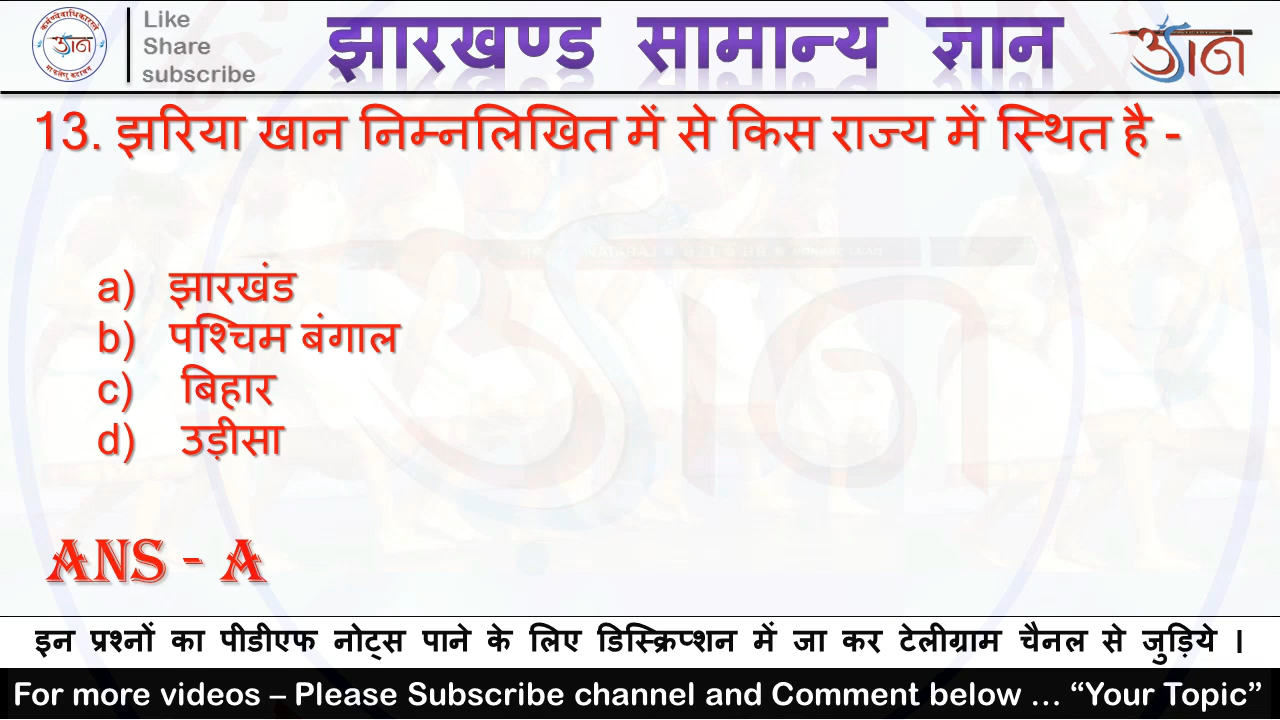 Like
Share
subscribe
झारखण्ड सामान्य ज्ञान
ज्ञान
13. झरिया खान निम्नलिखित में से किस राज्य में स्थित है -
a) झारखंड
b) पश्चिम बंगाल
c) बिहार
d) उड़ीसा
ANS - A
इन प्रश्नों का पीडीएफ नोट्स पाने के लिए डिस्क्रिप्शन में जा कर टेलीग्राम चैनल से जुड़िये ।
For more videos – Please Subscribe channel and Comment below … “Your Topic”